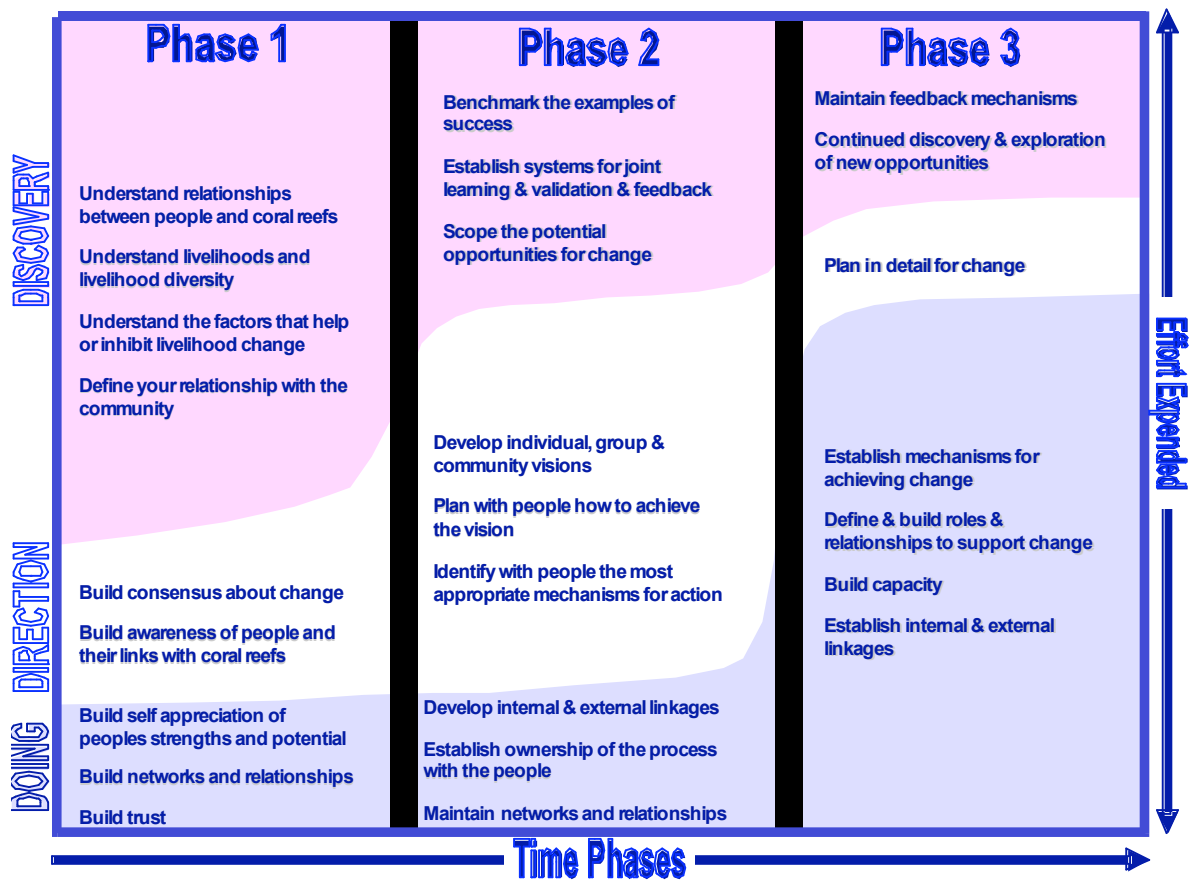 Phase 1
Understand relationships
between people and coral reefs
Understand livelihoods and
livelihood diversity
Understand the factors that help
or inhibit livelihood change
Define your relationship with the
community
Build consensus about change
Build awareness of people and
their links with coral reefs
Build self appreciation of
peoples strengths and potential
Build networks and relationships
Build trust
Phase 2
Benchmark the examples of
success
Establish systems for joint
learning & validation & feedback
Scope the potential
opportunities for change
Develop individual, group &
community visions
Plan with people how to achieve
the vision
Identify with people the most
appropriate mechanisms for action
Develop internal & external linkages
Establish ownership of the process
with the people
Maintain networks and relationships
Phase 3
Maintain feedback mechanisms
Continued discovery & exploration
of new opportunities
Plan in detail for change
Establish mechanisms for
achieving change
Define & build roles &
relationships to support change
Build capacity
Establish internal & external
linkages
DISCOVERY
DIRECTION
DOING
Effort Expended
Time Phases